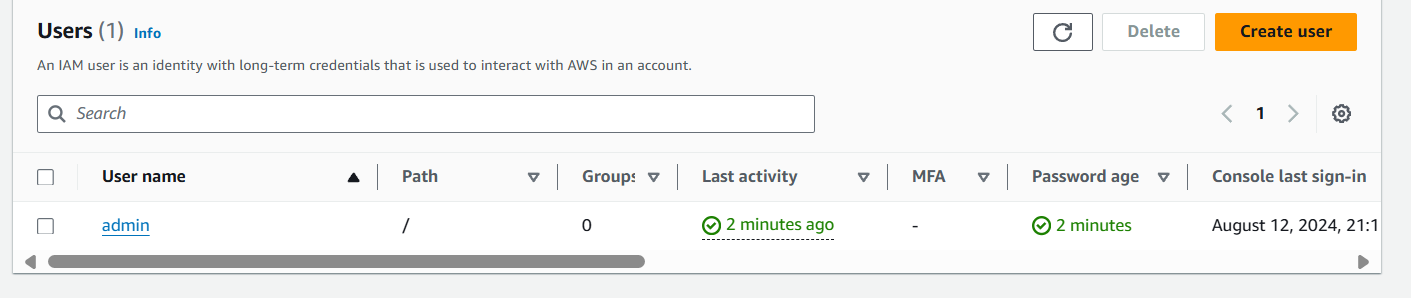 Users (1) Info
Delete
Create user
An IAM user is an identity with long-term credentials that is used to interact with AWS in an account.
Search
1
User name Path Groups Last activity MFA Password age Console last sign-in
admin / 0 2 minutes ago - 2 minutes August 12, 2024, 21:1